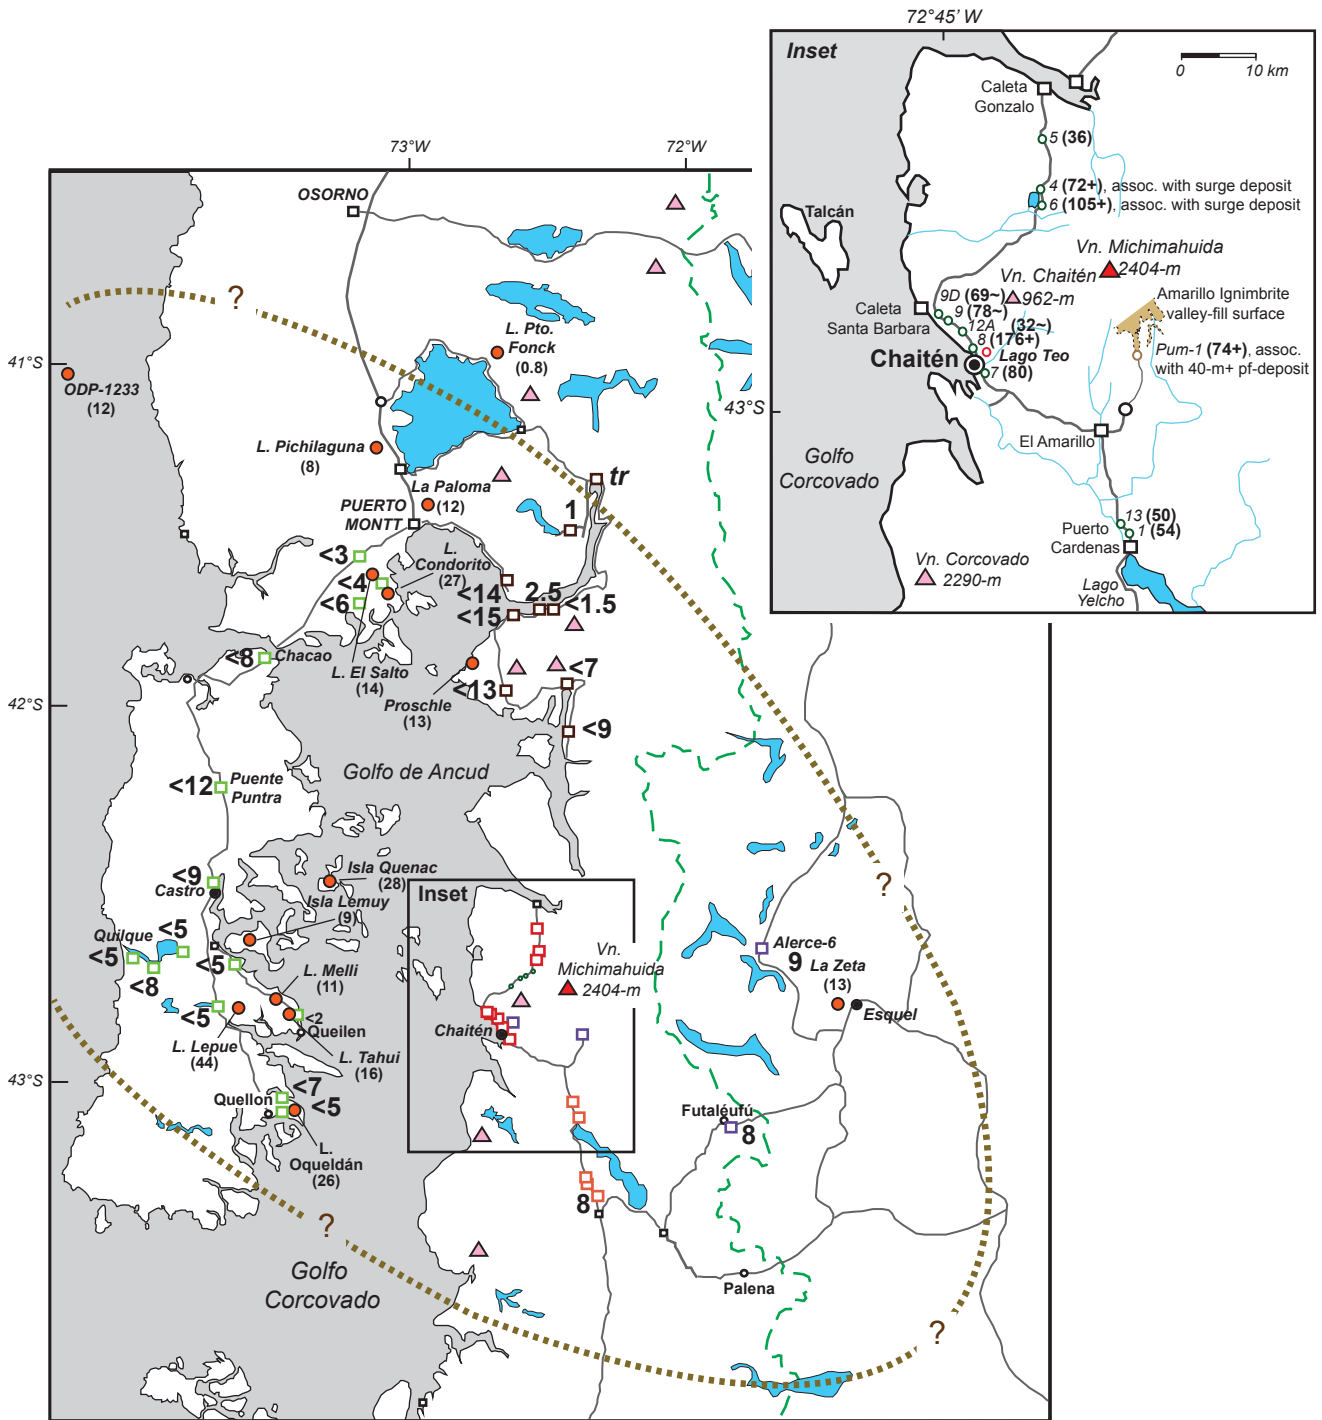 72°45' W
Inset
0 10 km
Caleta
Gonzalo
5 (36)
4 (72+), assoc. with surge deposit
6 (105+), assoc. with surge deposit
Talcán
Vn. Michimahuida
2404-m
Vn. Chaitén
962-m
Amarillo Ignimbrite
valley-fill surface
9D (69~)
9 (78~)
12A (32~)
8 (176+)
Caleta
Santa Barbara
Lago Teo
Chaitén
7 (80)
Pum-1 (74+), assoc.
with 40-m+ pf-deposit
43°S
El Amarillo
Golfo
Corcovado
13 (50)
1 (54)
Puerto
Cardenas
Vn. Corcovado
2290-m
Lago
Yelcho
73°W
72°W
OSORNO
?
L. Pto.
Fonck
(0.8)
41°S
ODP-1233
(12)
L. Pichilaguna
(8)
La Paloma
(12)
tr
1
PUERTO
MONTT
<3
L.
Condorito
(27)
<4
<6
<14
2.5
<1.5
<15
<8
Chacao
L. El Salto
(14)
Proschle
(13)
<13
<7
<9
42°S
Golfo de Ancud
<12
Puente
Puntra
<9
Castro
Isla Quenac
(28)
Isla Lemuy
(9)
?
Inset
Quilque
<5
<5
<8
<5
Vn.
Michimahuida
2404-m
Alerce-6
9
La Zeta
(13)
Esquel
L. Melli
(11)
<5
<2
Queilen
Chaitén
L. Lepue
(44)
L. Tahui
(16)
43°S
<7
Quellon
<5
L.
Oqueldán
(26)
Futaléufú
8
8
?
Golfo
Corcovado
Palena
?